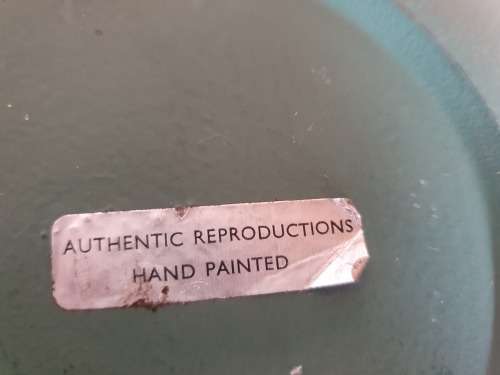 AUTHENTIC REPRODUCTIONS
HAND PAINTED